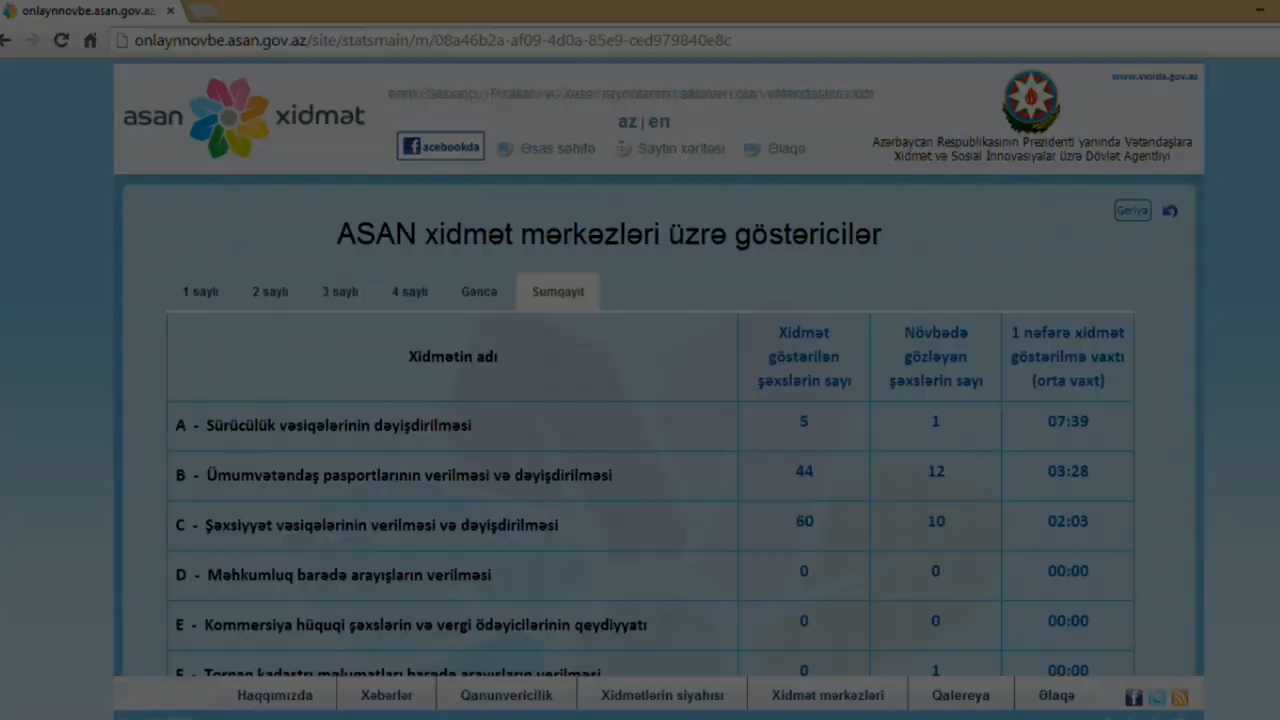 onlaynnovbe.asan.gov.az
onlaynnovbe.asan.gov.az/site/statsmain/m/08a46b2a-af09-4d0a-85e9-ced979840e8c
asan xidmət
www.vxsida.gov.az
az | en
facebookda
Əsas səhifə
Saytın xəritəsi
Əlaqə
Azərbaycan Respublikasının Prezidenti yanında Vətəndaşlara
Xidmət və Sosial İnnovasiyalar üzrə Dövlət Agentliyi
Geriyə
ASAN xidmət mərkəzləri üzrə göstəricilər
1 saylı 2 saylı 3 saylı 4 saylı Gəncə Sumqayıt
Xidmətin adı
Xidmət göstərilən şəxslərin sayı
Növbədə gözləyən şəxslərin sayı
1 nəfərə xidmət göstərilmə vaxtı (orta vaxt)
A - Sürücülük vəsiqələrinin dəyişdirilməsi 5 1 07:39
B - Ümumvətəndaş pasportlarının verilməsi və dəyişdirilməsi 44 12 03:28
C - Şəxsiyyət vəsiqələrinin verilməsi və dəyişdirilməsi 60 10 02:03
D - Məhkumluq barədə arayışların verilməsi 0 0 00:00
E - Kommersiya hüquqi şəxslərin və vergi ödəyicilərinin qeydiyyatı 0 0 00:00
F - Torpaq kadastrı məlumatları barədə arayışların verilməsi 0 1 00:00
Haqqımızda Xəbərlər Qanunvericilik Xidmətlərin siyahısı Xidmət mərkəzləri Qalereya Əlaqə